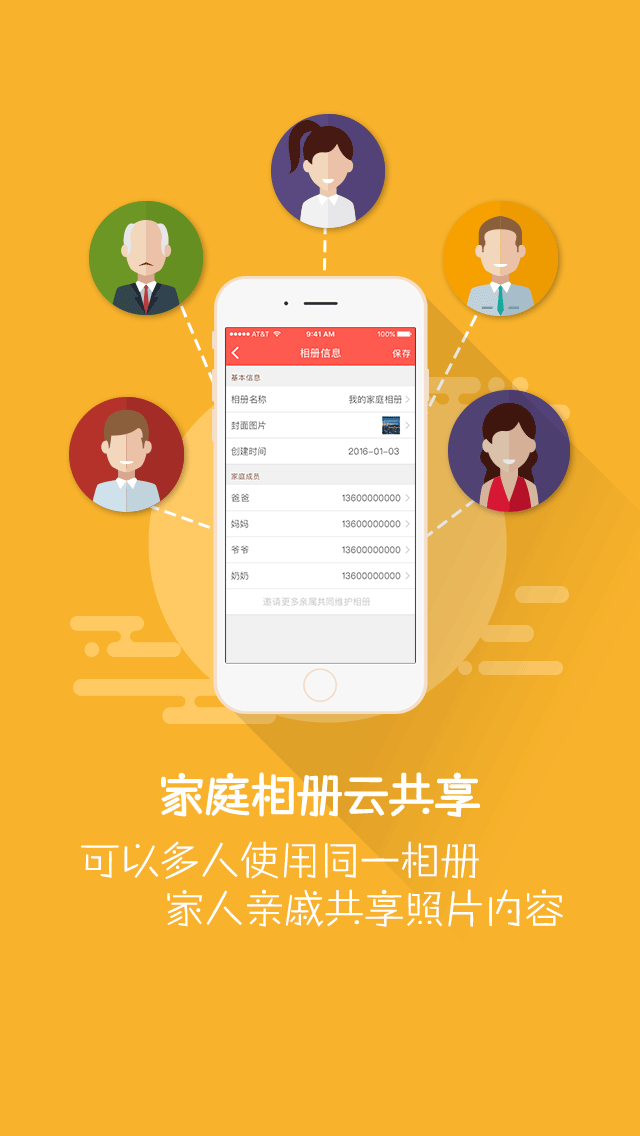 AT&T 9:41 AM 100%
相册信息 保存
基本信息
相册名称 我的家庭相册
封面图片
创建时间 2016-01-03
家庭成员
爸爸 13600000000
妈妈 13600000000
爷爷 13600000000
奶奶 13600000000
邀请更多亲属共同维护相册
家庭相册云共享
可以多人使用同一相册
家人亲戚共享照片内容